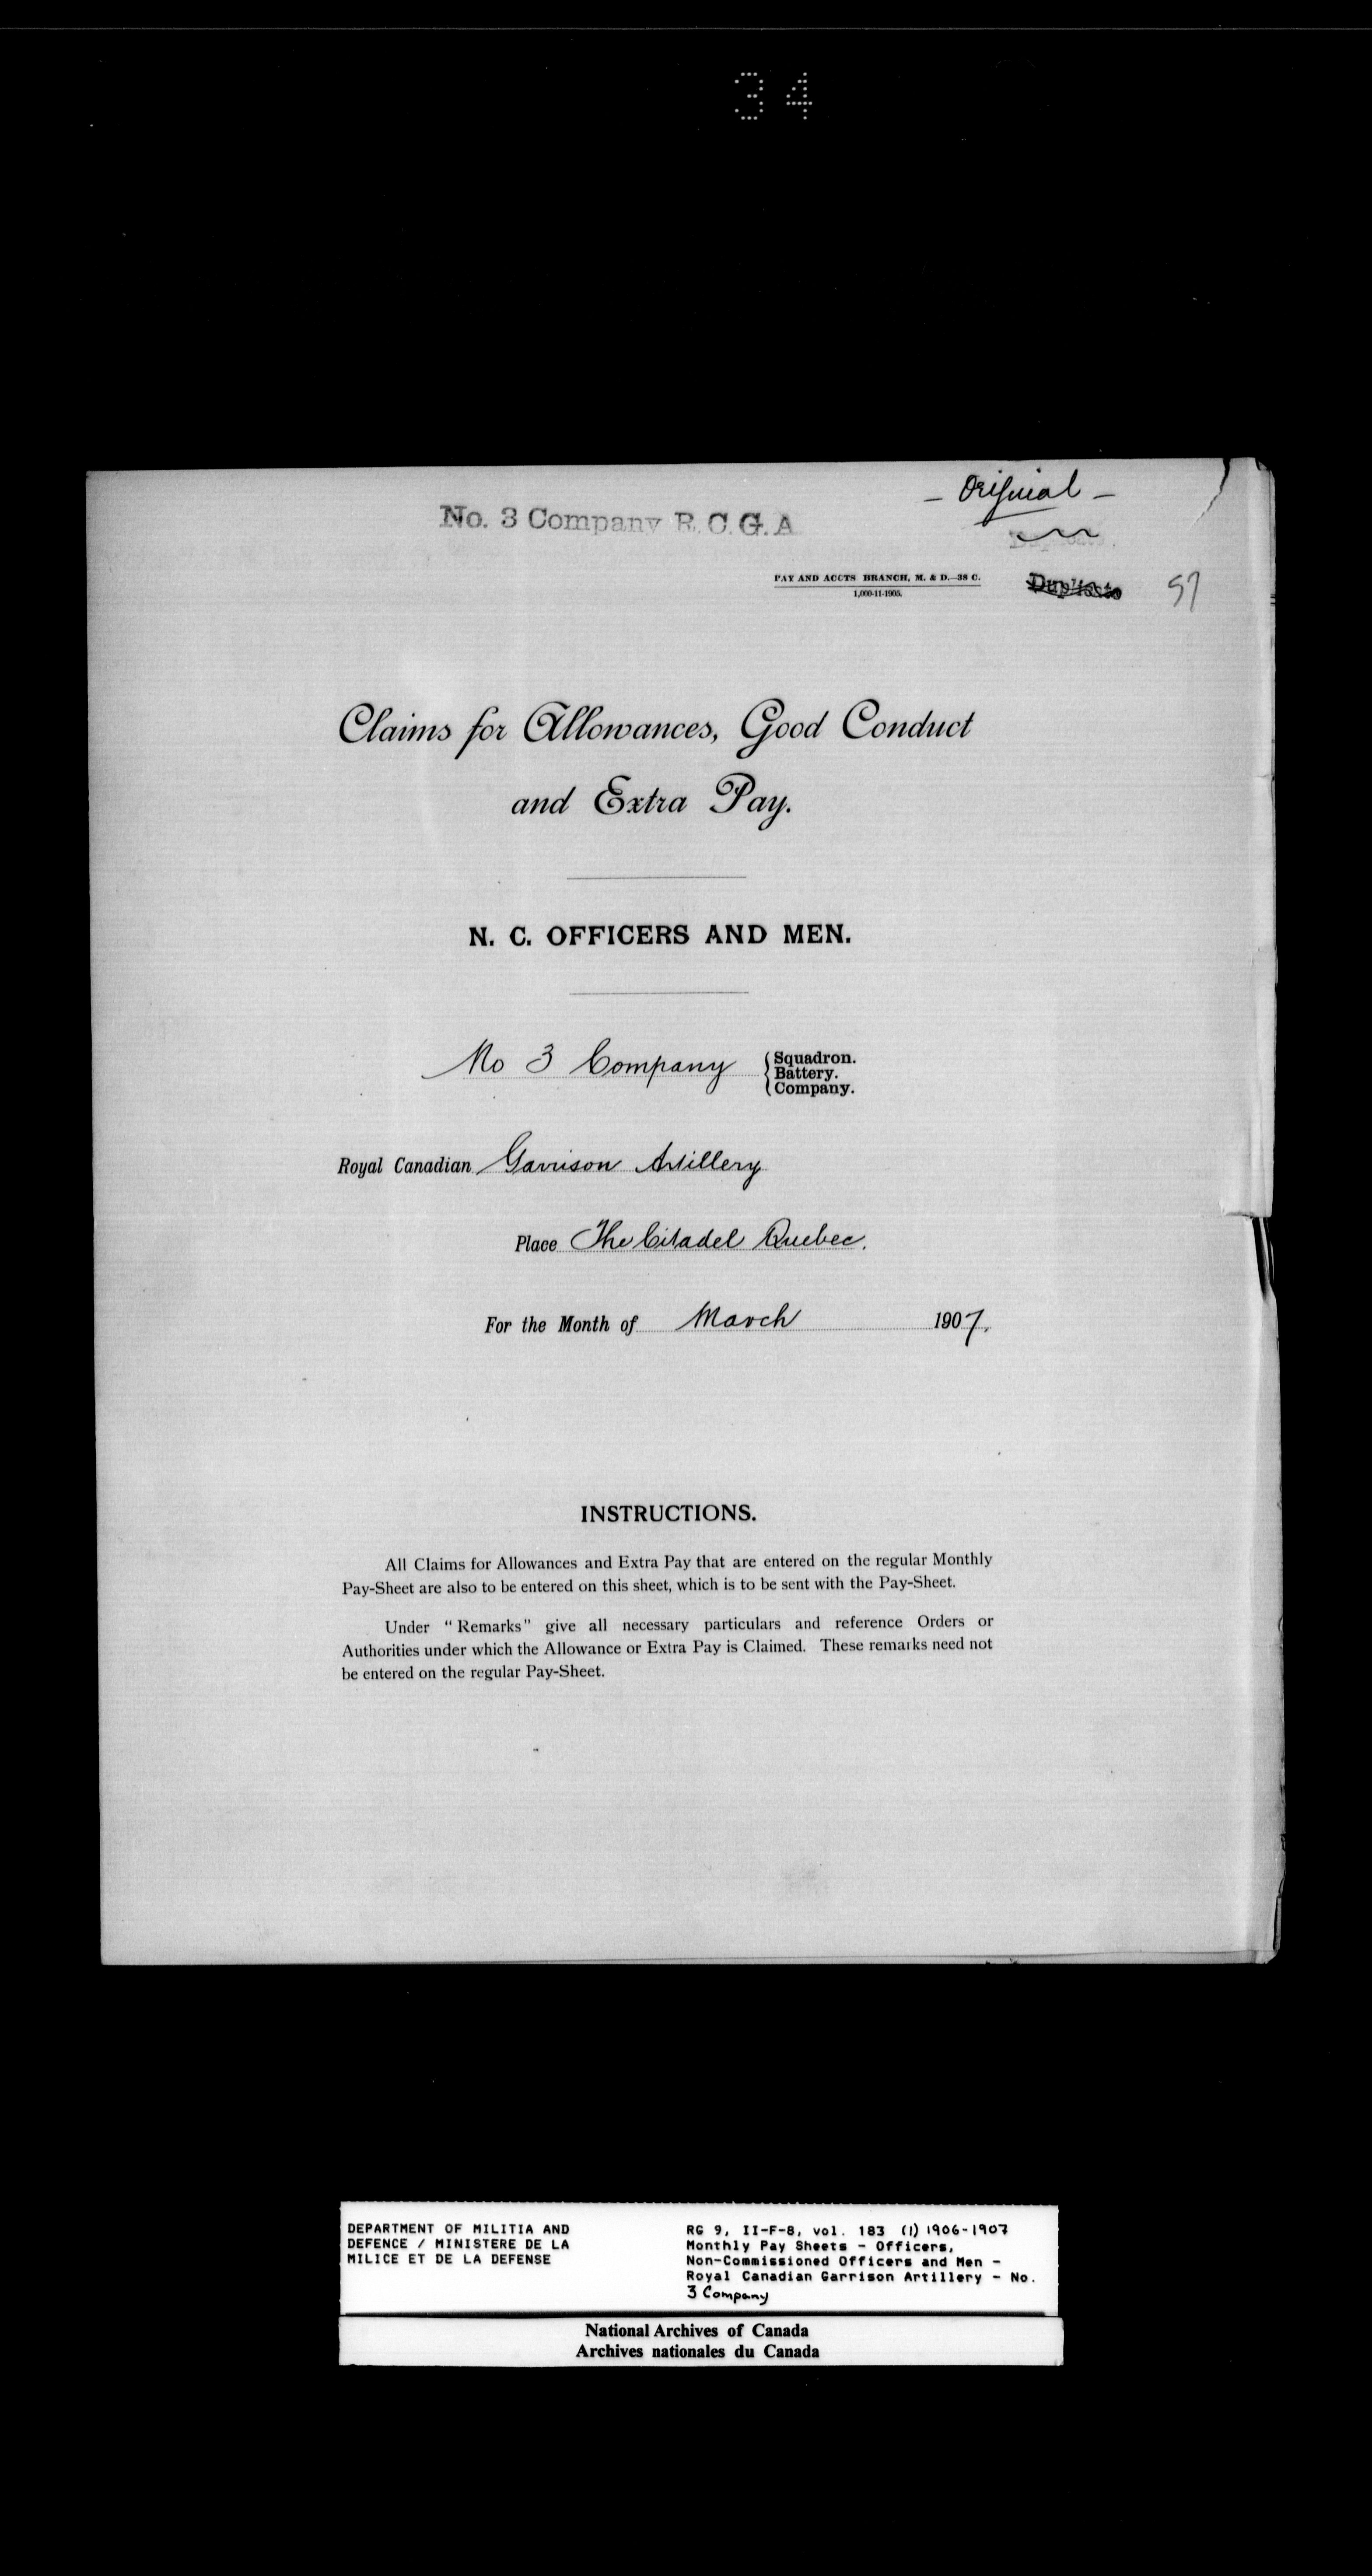 34
No. 3 Company R.C.G.A
- Original -
PAY AND ACCTS BRANCH, M. & D.—38 C.
1,000-11-1905.
Duplicate
57
Claims for Allowances, Good Conduct
and Extra Pay.
N. C. OFFICERS AND MEN.
No 3 Company { Squadron.
Battery.
Company.
Royal Canadian Garrison Artillery
Place The Citadel Quebec.
For the Month of March 1907.
INSTRUCTIONS.
All Claims for Allowances and Extra Pay that are entered on the regular Monthly
Pay-Sheet are also to be entered on this sheet, which is to be sent with the Pay-Sheet.
Under "Remarks" give all necessary particulars and reference Orders or
Authorities under which the Allowance or Extra Pay is Claimed. These remarks need not
be entered on the regular Pay-Sheet.
DEPARTMENT OF MILITIA AND
DEFENCE / MINISTERE DE LA
MILICE ET DE LA DEFENSE
RG 9, II-F-8, vol. 183 (1) 1906-1907
Monthly Pay Sheets - Officers,
Non-Commissioned Officers and Men -
Royal Canadian Garrison Artillery - No.
3 Company
National Archives of Canada
Archives nationales du Canada